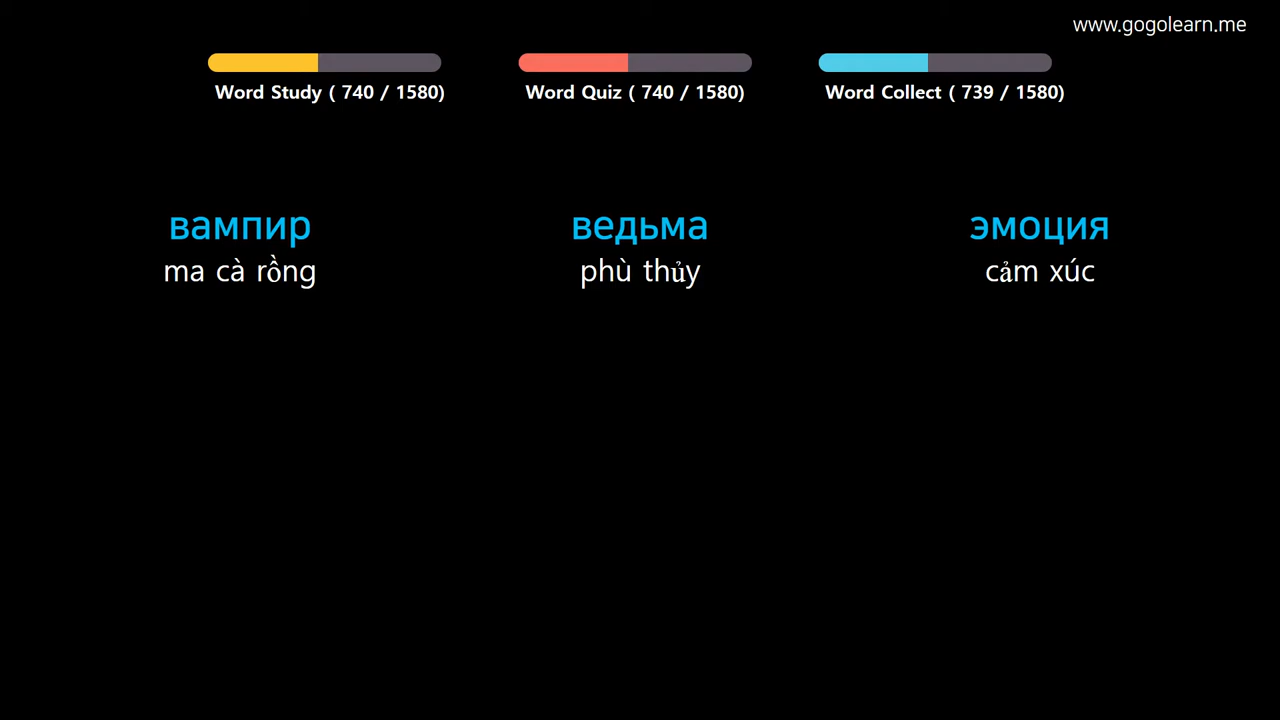 www.gogolearn.me
Word Study ( 740 / 1580)
Word Quiz ( 740 / 1580)
Word Collect ( 739 / 1580)
вампир
ma cà rồng
ведьма
phù thủy
эмоция
cảm xúc